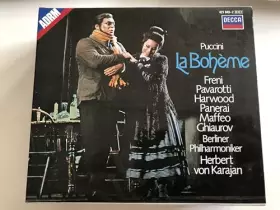 ADRM
DECCA
Puccini
La Bohème
Freni
Pavarotti
Harwood
Panerai
Maffeo
Ghiaurov
Berliner
Philharmoniker
Herbert
von Karajan